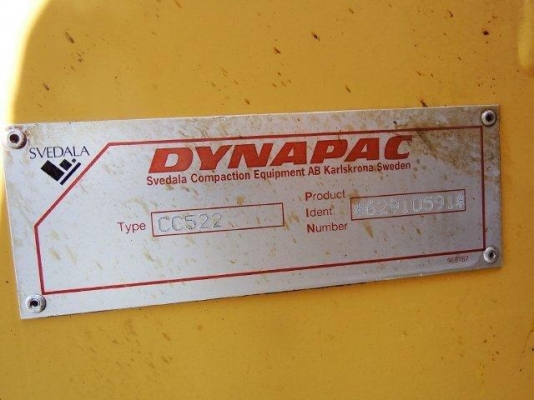 SVEDALA
DYNAPAC
Svedala Compaction Equipment AB Karlskrona Sweden
Type CC522
Product
Ident.
Number